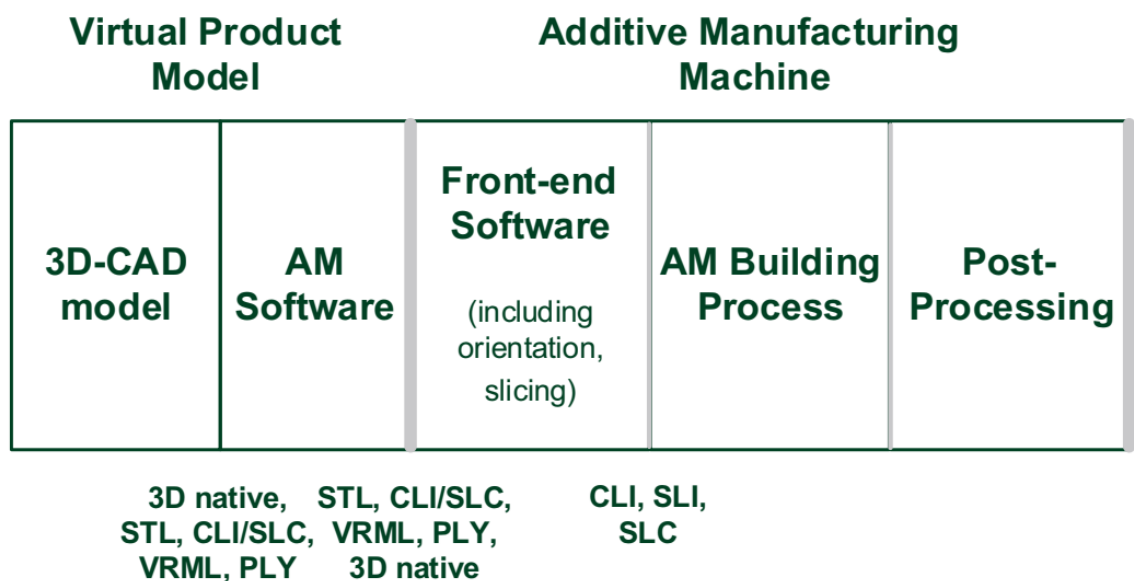 Virtual Product
Model
Additive Manufacturing
Machine
3D-CAD
model
AM
Software
Front-end
Software
(including
orientation,
slicing)
AM Building
Process
Post-
Processing
3D native,
STL, CLI/SLC,
VRML, PLY
STL, CLI/SLC,
VRML, PLY,
3D native
CLI, SLI,
SLC